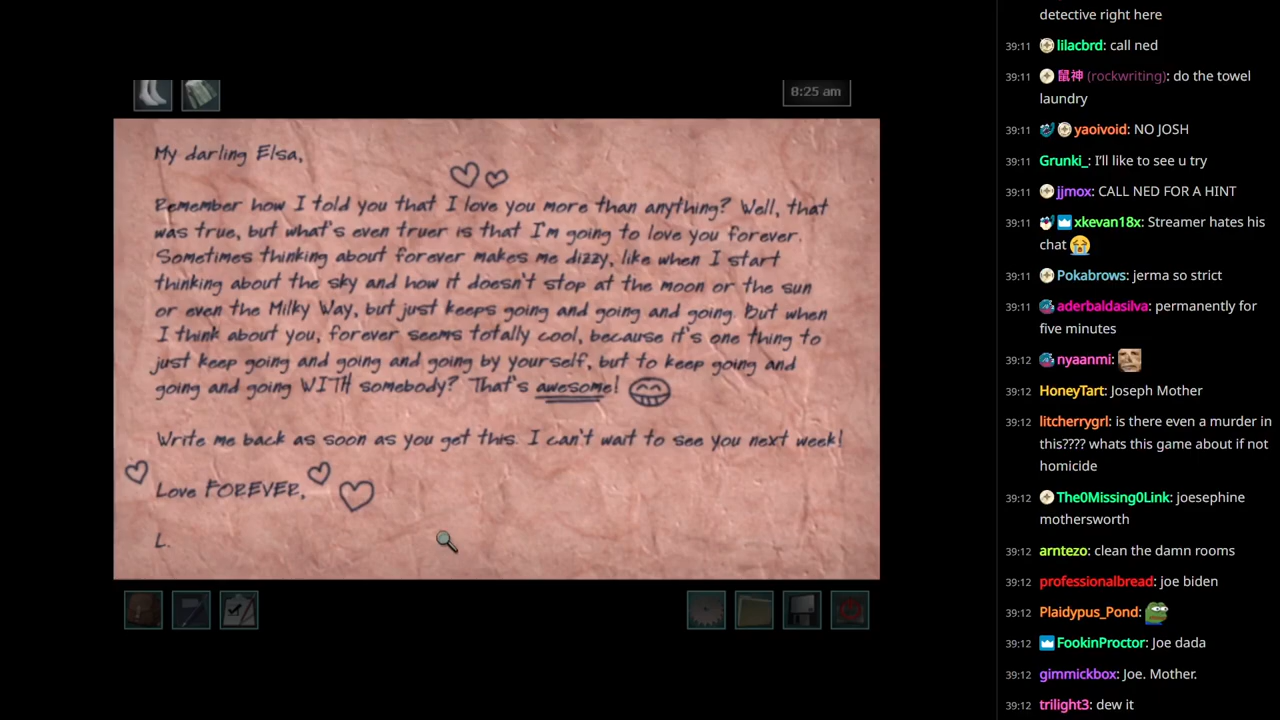 8:25 am
My darling Elsa,
Remember how I told you that I love you more than anything? Well, that
was true, but what's even truer is that I'm going to love you forever.
Sometimes thinking about forever makes me dizzy, like when I start
thinking about the sky and how it doesn't stop at the moon or the sun
or even the Milky Way, but just keeps going and going and going. But when
I think about you, forever seems totally cool, because it's one thing to
just keep going and going and going by yourself, but to keep going and
going and going WITH somebody? That's awesome!
Write me back as soon as you get this. I can't wait to see you next week!
Love FOREVER,
L.
detective right here
39:11 lilacbrd: call ned
39:11 鼠神 (rockwriting): do the towel
laundry
39:11 yaoivoid: NO JOSH
39:11 Grunki_: I'll like to see u try
39:11 jjmox: CALL NED FOR A HINT
39:11 xkevan18x: Streamer hates his
chat
39:11 Pokabrows: jerma so strict
39:11 aderbaldasilva: permanently for
five minutes
39:12 nyaanmi:
39:12 HoneyTart: Joseph Mother
39:12 litcherrygrl: is there even a murder in
this???? whats this game about if not
homicide
39:12 The0Missing0Link: joesephine
mothersworth
39:12 arntezo: clean the damn rooms
39:12 professionalbread: joe biden
39:12 Plaidypus_Pond:
39:12 FookinProctor: Joe dada
39:12 gimmickbox: Joe. Mother.
39:12 trilight3: dew it